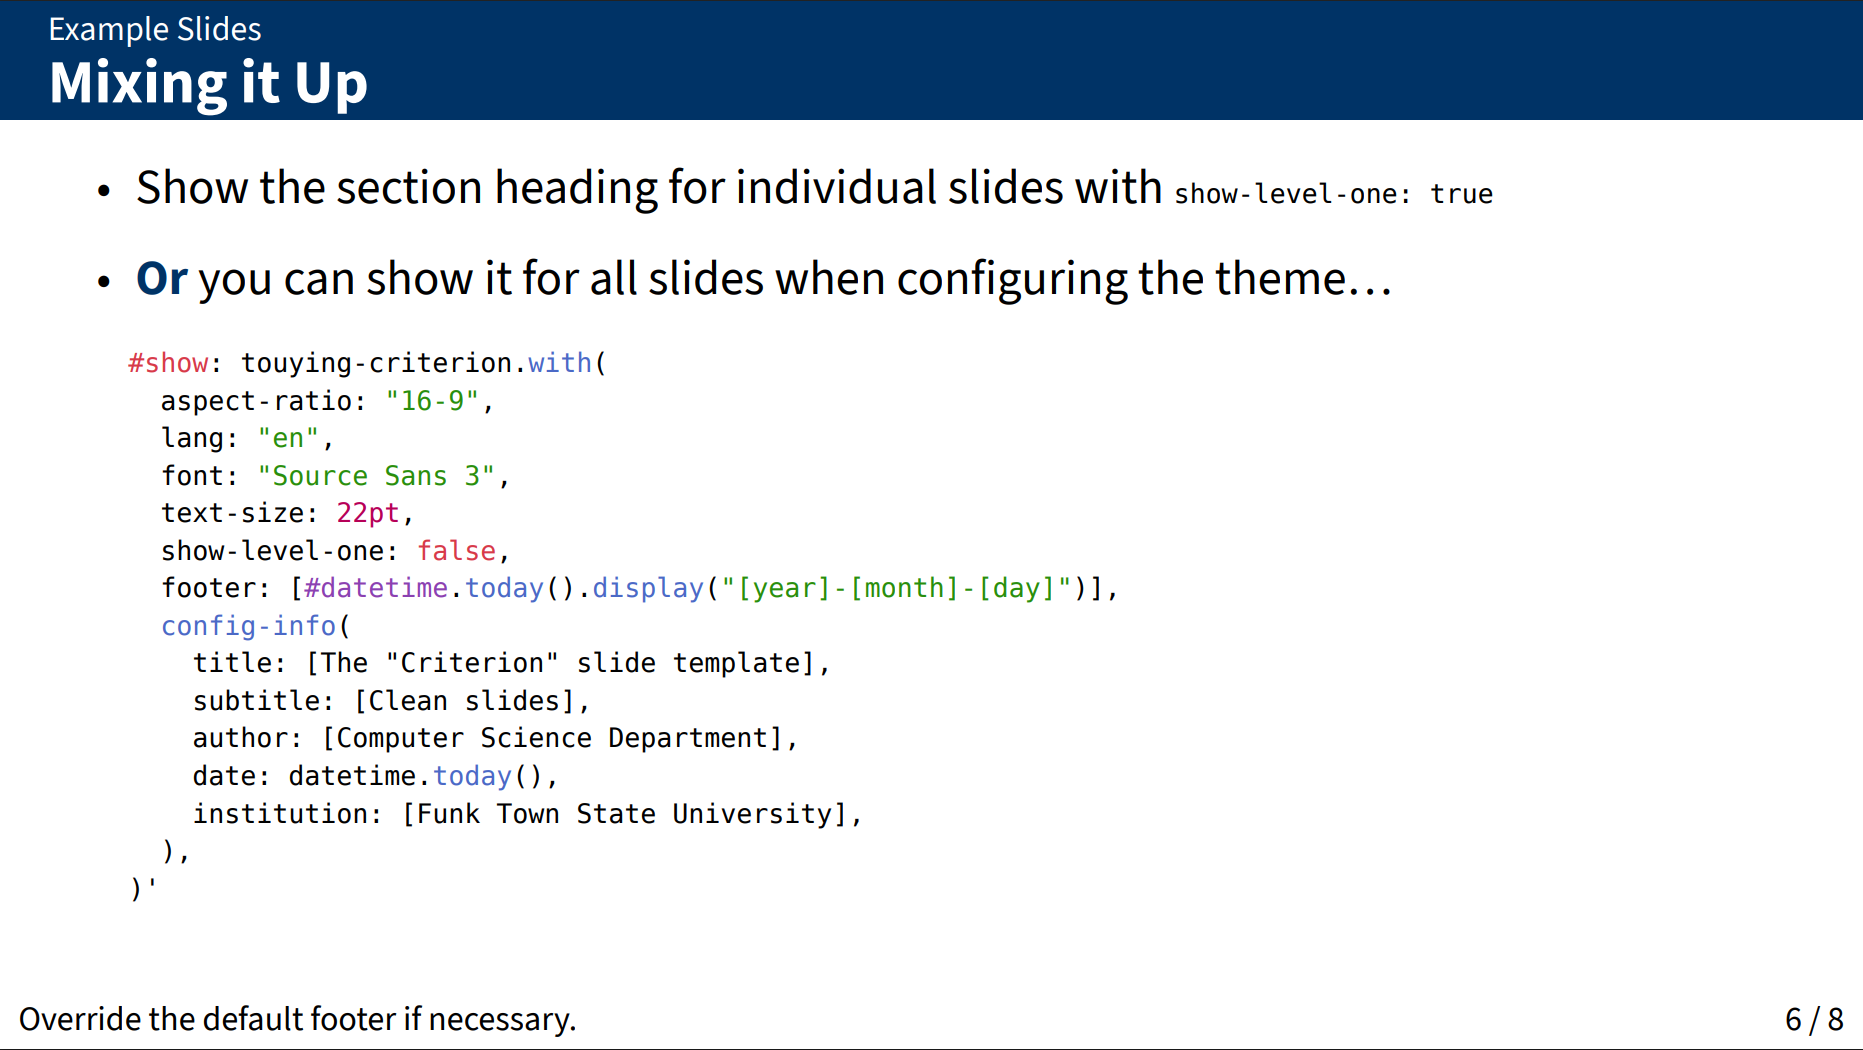 Example Slides
Mixing it Up
• Show the section heading for individual slides with show-level-one: true
• Or you can show it for all slides when configuring the theme…
#show: touying-criterion.with(
  aspect-ratio: "16-9",
  lang: "en",
  font: "Source Sans 3",
  text-size: 22pt,
  show-level-one: false,
  footer: [#datetime.today().display("[year]-[month]-[day]")],
  config-info(
    title: [The "Criterion" slide template],
    subtitle: [Clean slides],
    author: [Computer Science Department],
    date: datetime.today(),
    institution: [Funk Town State University],
  ),
)'
Override the default footer if necessary.
6 / 8